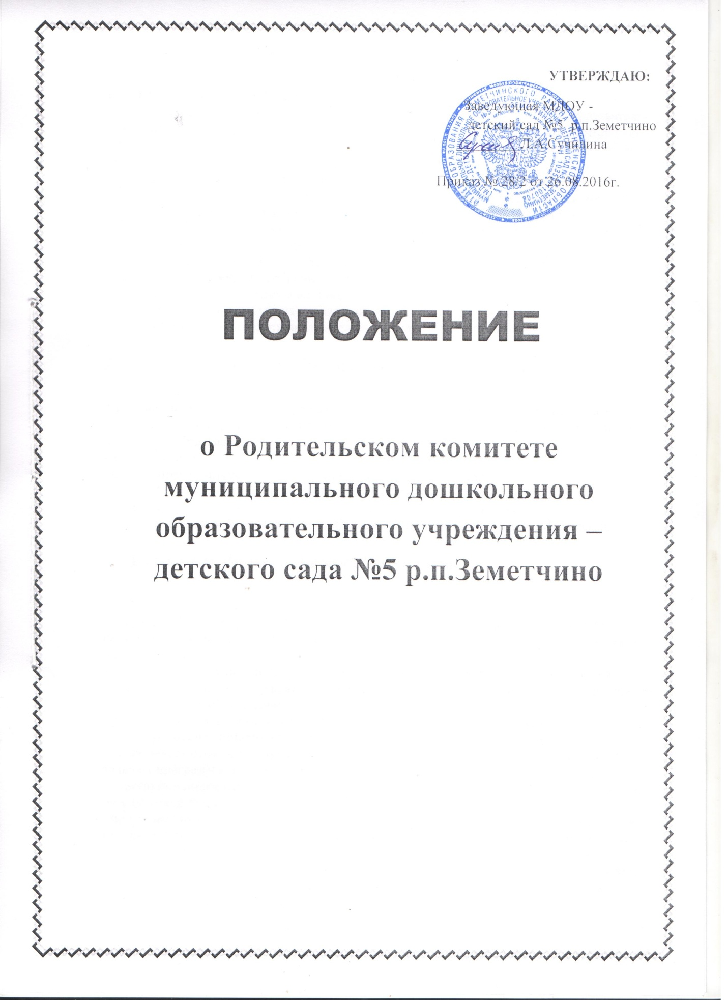 УТВЕРЖДАЮ:
Заведующая МДОУ -
детский сад №5 р.п.Земетчино
Л.А.Сучилина
Приказ № 28/2 от 26.08.2016г.
ПОЛОЖЕНИЕ
о Родительском комитете
муниципального дошкольного
образовательного учреждения –
детского сада №5 р.п.Земетчино